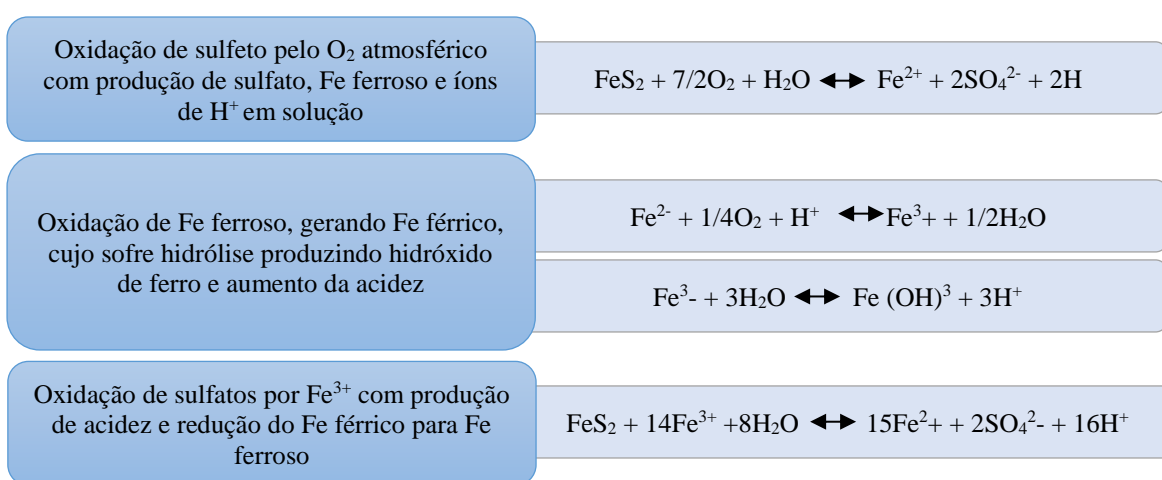 Oxidação de sulfeto pelo O₂ atmosférico
com produção de sulfato, Fe ferroso e íons
de H⁺ em solução
FeS₂ + 7/2O₂ + H₂O ↔ Fe²⁺ + 2SO₄²⁻ + 2H
Oxidação de Fe ferroso, gerando Fe férrico,
cujo sofre hidrólise produzindo hidróxido
de ferro e aumento da acidez
Fe²⁻ + 1/4O₂ + H⁺ ↔Fe³+ + 1/2H₂O
Fe³- + 3H₂O ↔ Fe (OH)³ + 3H⁺
Oxidação de sulfatos por Fe³⁺ com produção
de acidez e redução do Fe férrico para Fe
ferroso
FeS₂ + 14Fe³⁺ +8H₂O ↔ 15Fe²+ + 2SO₄²- + 16H⁺